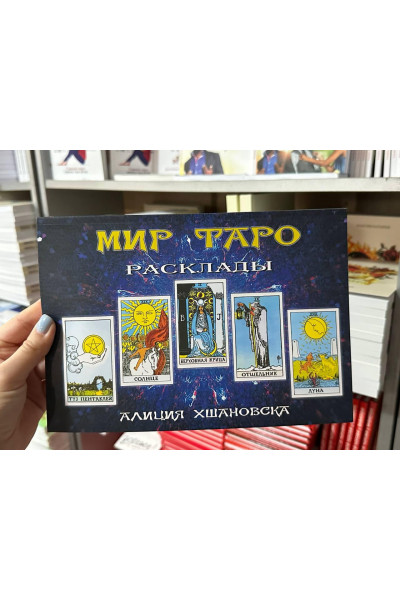 МИР ТАРО
РАСКЛАДЫ
ТУЗ ПЕНТАКЛЕЙ
СОЛНЦЕ
B J
ВЕРХОВНАЯ ЖРИЦА
ОТШЕЛЬНИК
ЛУНА
АЛИЦИЯ ХШАНОВСКА